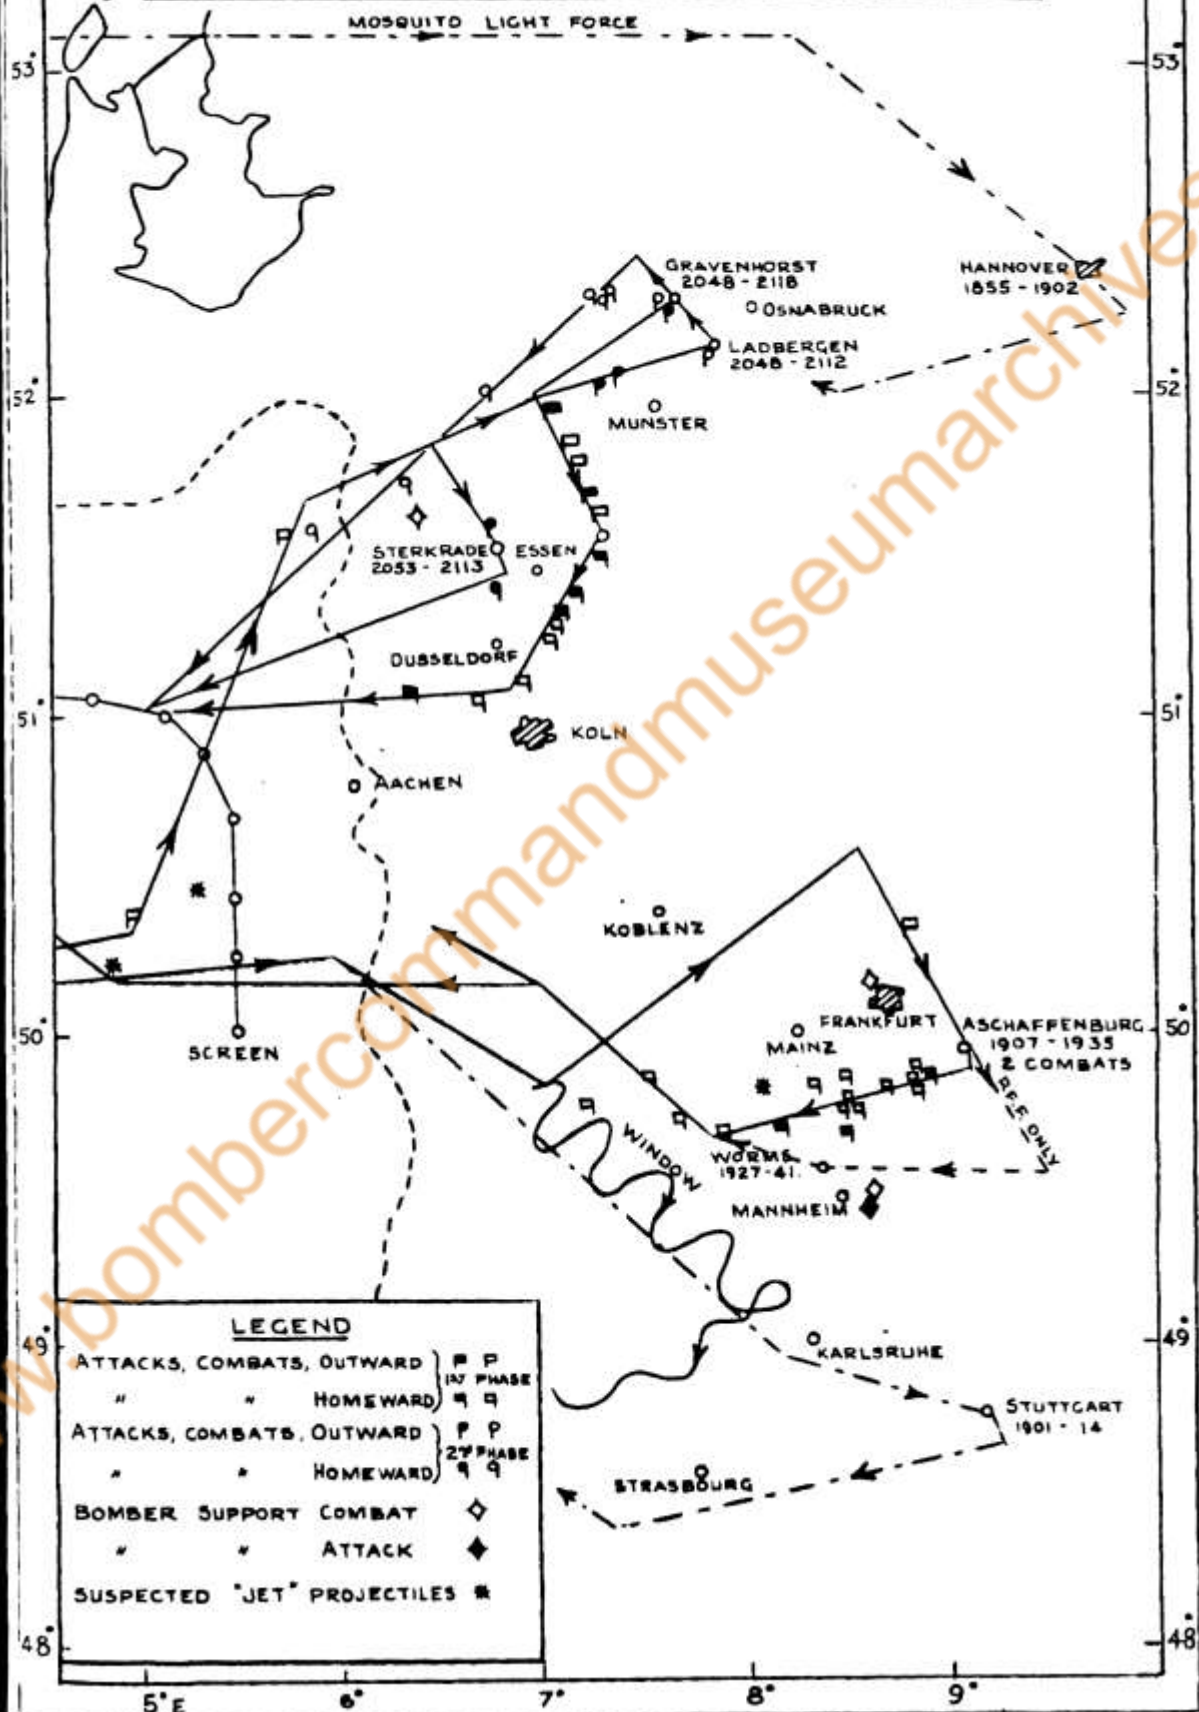 MOSQUITO LIGHT FORCE
53°
53°
GRAVENHORST
2048 - 2118
HANNOVER
1855 - 1902
OSNABRUCK
LADBERGEN
2048 - 2112
52°
52°
MUNSTER
STERKRADE
2053 - 2113
ESSEN
DUSSELDORF
51°
51°
KOLN
AACHEN
KOBLENZ
FRANKFURT
ASCHAFFENBURG
1907 - 1935
2 COMBATS
MAINZ
50°
50°
SCREEN
P.F.F. ONLY
WINDOW
WORMS
1927-41.
MANNHEIM
49°
49°
KARLSRUHE
STUTTGART
1901 - 14
STRASBOURG
LEGEND
ATTACKS, COMBATS, OUTWARD
1ST PHASE
" " HOMEWARD
ATTACKS, COMBATS, OUTWARD
2ND PHASE
" " HOMEWARD
BOMBER SUPPORT COMBAT
" " ATTACK
SUSPECTED "JET" PROJECTILES
48°
48°
5°E
6°
7°
8°
9°
w.bombercommandmuseumarchives